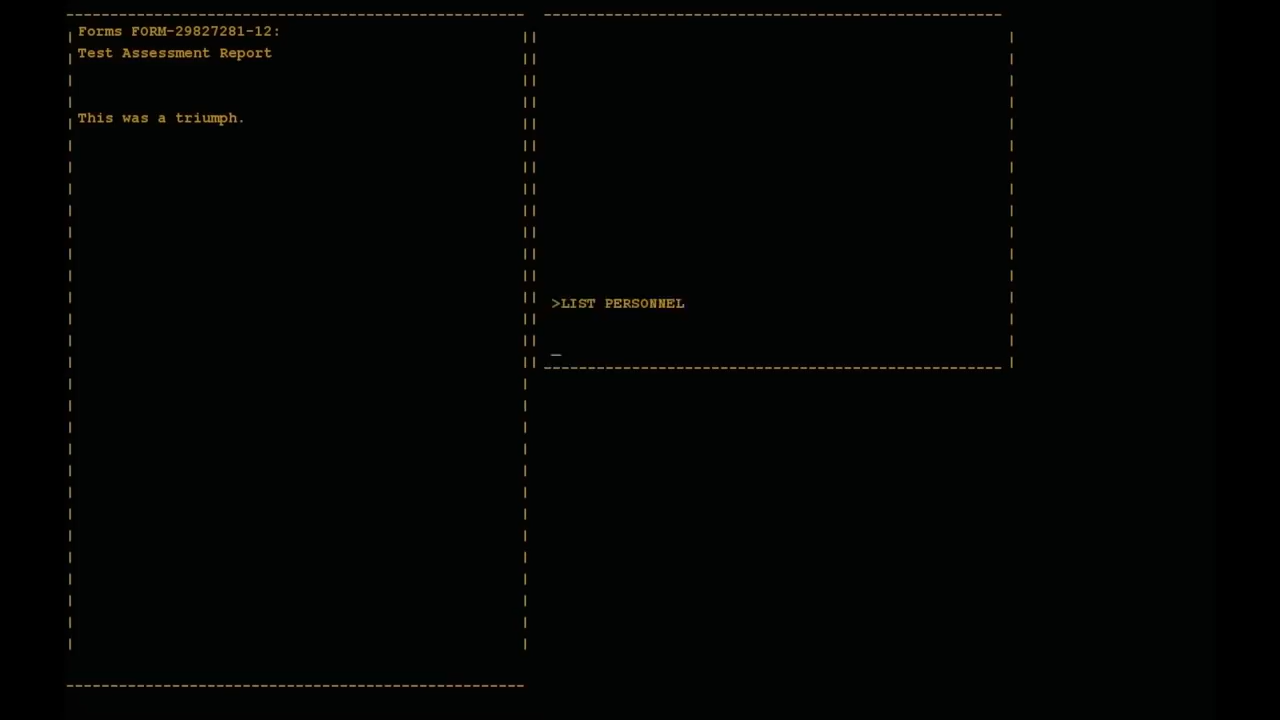 Forms FORM-29827281-12:
Test Assessment Report
This was a triumph.
>LIST PERSONNEL
_